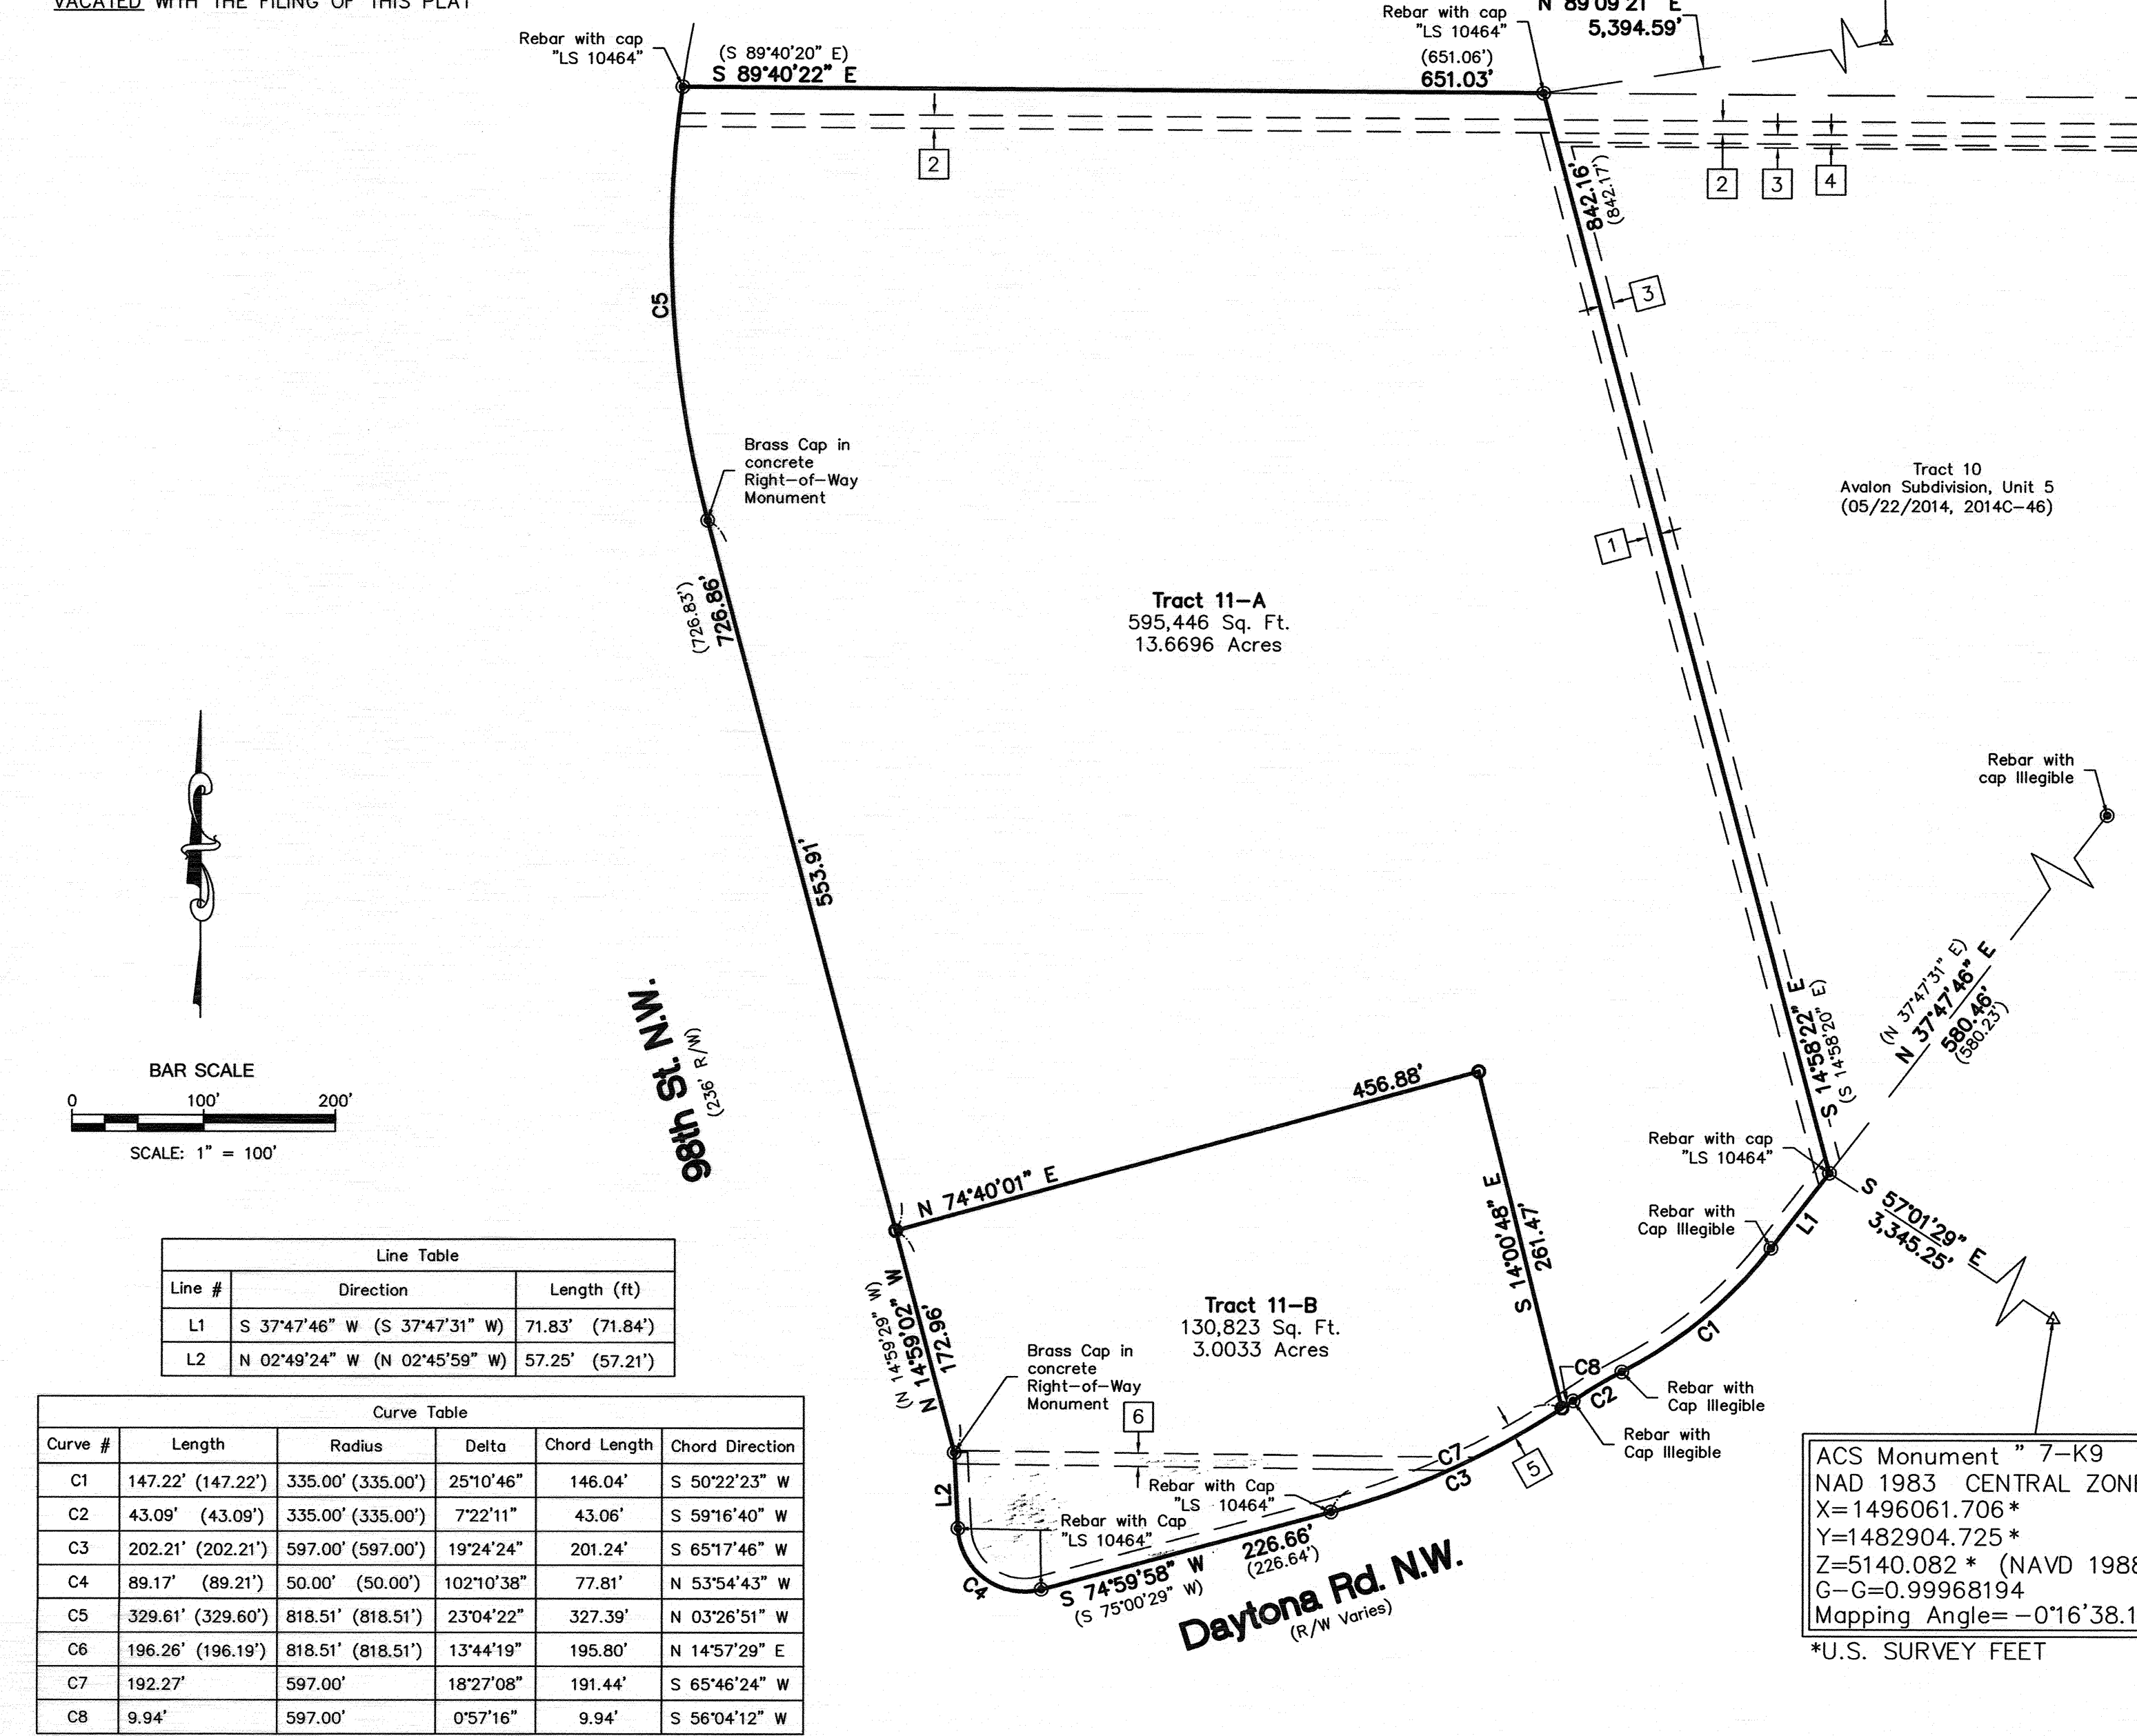 VACATED WITH THE FILING OF THIS PLAT
Rebar with cap
"LS 10464"
(S 89°40'20" E)
S 89°40'22" E
Rebar with cap
"LS 10464"
(651.06')
651.03'
N 89°09'21" E
5,394.59'
2
2
3
4
842.16'
(842.17')
3
C5
Brass Cap in
concrete
Right-of-Way
Monument
Tract 10
Avalon Subdivision, Unit 5
(05/22/2014, 2014C-46)
1
(726.83')
726.86'
Tract 11-A
595,446 Sq. Ft.
13.6696 Acres
Rebar with
cap Illegible
553.91'
98th St. N.W.
(236' R/W)
BAR SCALE
0 100' 200'
SCALE: 1" = 100'
S 14°58'22" E
(S 14°58'20" E)
(N 37°47'31" E)
N 37°47'46" E
580.46'
(580.23')
456.88'
N 74°40'01" E
Rebar with cap
"LS 10464"
Rebar with
Cap Illegible
L1
S 57°01'29" E
3,345.25'
S 14°00'48" E
261.47'
(N 14°59'29" W)
N 14°59'02" W
172.96'
Tract 11-B
130,823 Sq. Ft.
3.0033 Acres
C1
C8
C2
Rebar with
Cap Illegible
Rebar with
Cap Illegible
Brass Cap in
concrete
Right-of-Way
Monument
6
C7
C3
5
L2
Rebar with Cap
"LS 10464"
Rebar with Cap
"LS 10464"
C4
S 74°59'58" W
(S 75°00'29" W)
226.66'
(226.64')
Daytona Rd. N.W.
(R/W Varies)
Line Table
Line # Direction Length (ft)
L1 S 37°47'46" W (S 37°47'31" W) 71.83' (71.84')
L2 N 02°49'24" W (N 02°45'59" W) 57.25' (57.21')
Curve Table
Curve # Length Radius Delta Chord Length Chord Direction
C1 147.22' (147.22') 335.00' (335.00') 25°10'46" 146.04' S 50°22'23" W
C2 43.09' (43.09') 335.00' (335.00') 7°22'11" 43.06' S 59°16'40" W
C3 202.21' (202.21') 597.00' (597.00') 19°24'24" 201.24' S 65°17'46" W
C4 89.17' (89.21') 50.00' (50.00') 102°10'38" 77.81' N 53°54'43" W
C5 329.61' (329.60') 818.51' (818.51') 23°04'22" 327.39' N 03°26'51" W
C6 196.26' (196.19') 818.51' (818.51') 13°44'19" 195.80' N 14°57'29" E
C7 192.27' 597.00' 18°27'08" 191.44' S 65°46'24" W
C8 9.94' 597.00' 0°57'16" 9.94' S 56°04'12" W
ACS Monument " 7-K9
NAD 1983 CENTRAL ZONE
X=1496061.706*
Y=1482904.725*
Z=5140.082* (NAVD 1988
G-G=0.99968194
Mapping Angle= -0°16'38.1
*U.S. SURVEY FEET